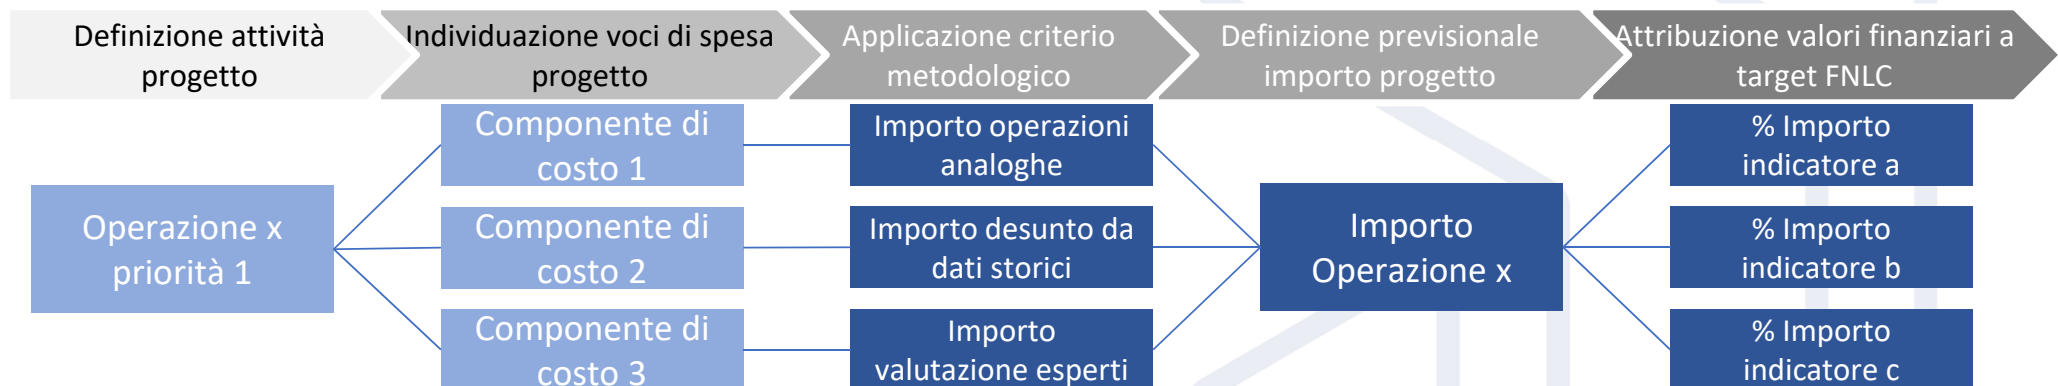 Definizione attività
progetto
Individuazione voci di spesa
progetto
Applicazione criterio
metodologico
Definizione previsionale
importo progetto
Attribuzione valori finanziari a
target FNLC
Operazione x
priorità 1
Componente di
costo 1
Componente di
costo 2
Componente di
costo 3
Importo operazioni
analoghe
Importo desunto da
dati storici
Importo
valutazione esperti
Importo
Operazione x
% Importo
indicatore a
% Importo
indicatore b
% Importo
indicatore c